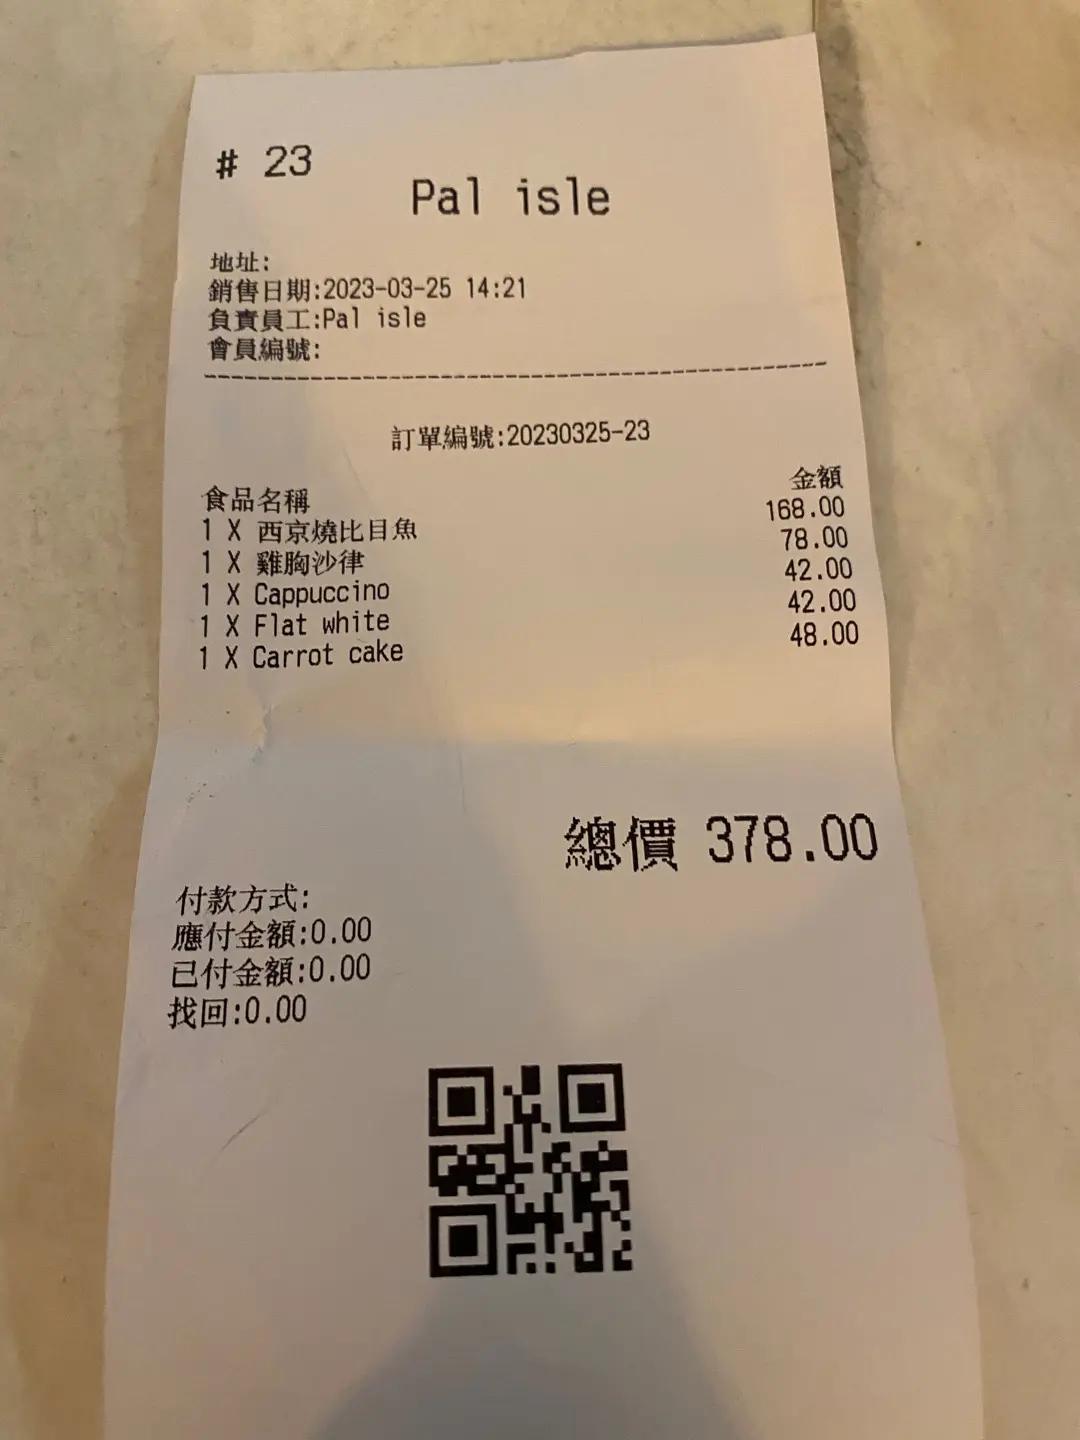 # 23
Pal isle
地址:
銷售日期:2023-03-25 14:21
負責員工:Pal isle
會員編號:
訂單編號:20230325-23
食品名稱 金額
1 X 西京燒比目魚 168.00
1 X 雞胸沙律 78.00
1 X Cappuccino 42.00
1 X Flat white 42.00
1 X Carrot cake 48.00
總價 378.00
付款方式:
應付金額:0.00
已付金額:0.00
找回:0.00